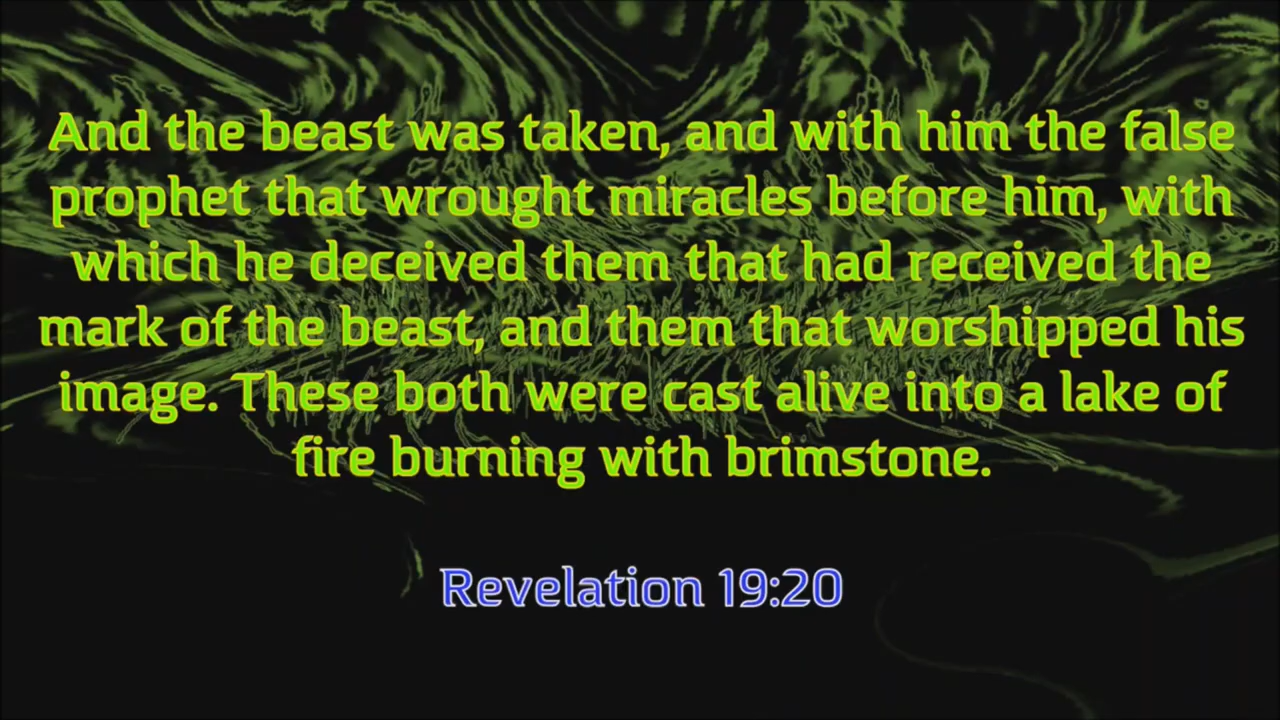 And the beast was taken, and with him the false
prophet that wrought miracles before him, with
which he deceived them that had received the
mark of the beast, and them that worshipped his
image. These both were cast alive into a lake of
fire burning with brimstone.
Revelation 19:20